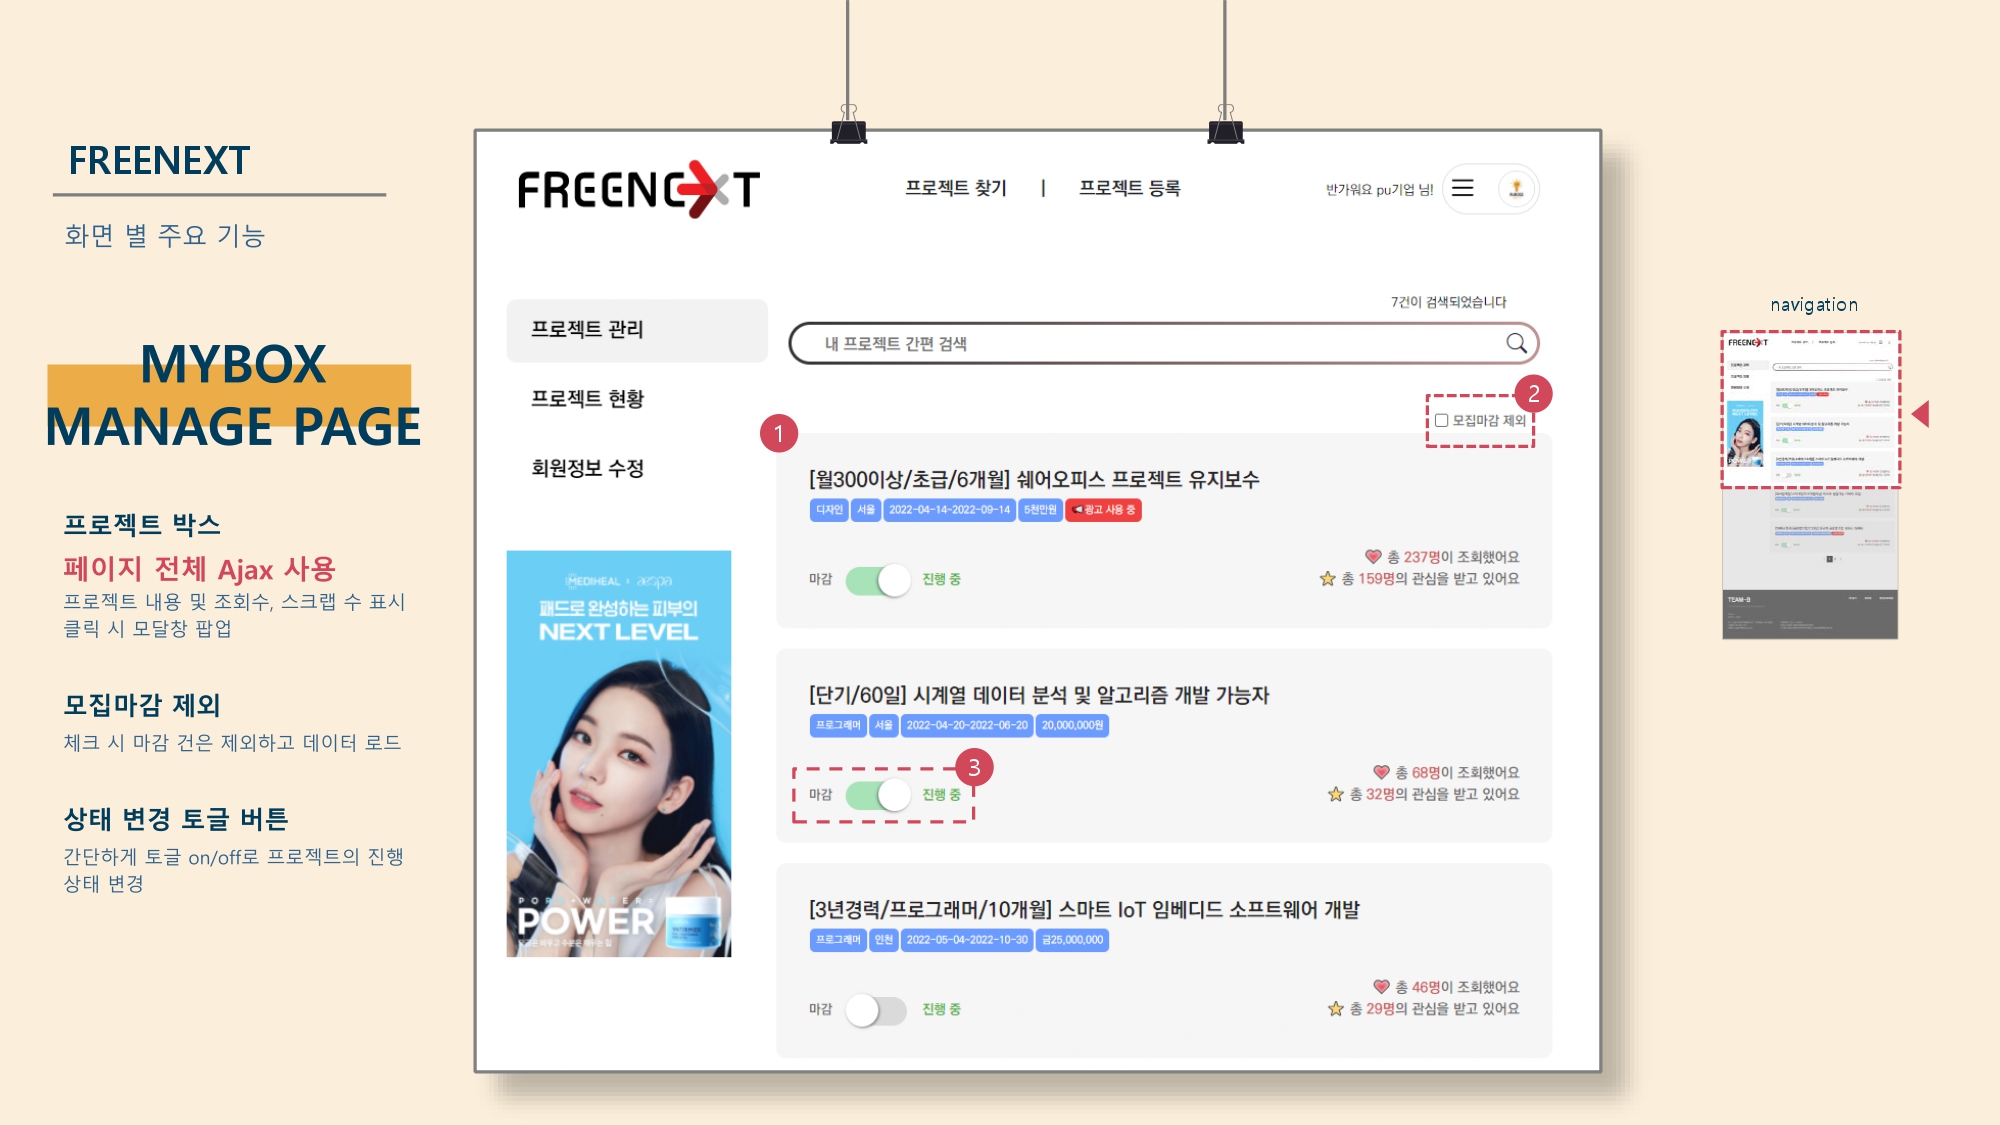 FREENEXT
화면 별 주요 기능
MYBOX
MANAGE PAGE
프로젝트 박스
페이지 전체 Ajax 사용
프로젝트 내용 및 조회수, 스크랩 수 표시
클릭 시 모달창 팝업
모집마감 제외
체크 시 마감 건은 제외하고 데이터 로드
상태 변경 토글 버튼
간단하게 토글 on/off로 프로젝트의 진행
상태 변경
FREENEXT
프로젝트 찾기 | 프로젝트 등록
반가워요 pu기업 님!
프로젝트 관리
프로젝트 현황
회원정보 수정
MEDIHEAL aespa
패드로 완성하는 피부의
NEXT LEVEL
POWER
7건이 검색되었습니다
내 프로젝트 간편 검색
2
모집마감 제외
1
[월300이상/초급/6개월] 쉐어오피스 프로젝트 유지보수
디자인 서울 2022-04-14~2022-09-14 5천만원 광고 사용 중
총 237명이 조회했어요
마감 진행 중
총 159명의 관심을 받고 있어요
[단기/60일] 시계열 데이터 분석 및 알고리즘 개발 가능자
프로그래머 서울 2022-04-20~2022-06-20 20,000,000원
3
총 68명이 조회했어요
마감 진행 중
총 32명의 관심을 받고 있어요
[3년경력/프로그래머/10개월] 스마트 IoT 임베디드 소프트웨어 개발
프로그래머 인천 2022-05-04~2022-10-30 금25,000,000
총 46명이 조회했어요
마감 진행 중
총 29명의 관심을 받고 있어요
navigation
FREENEXT
TEAM-B